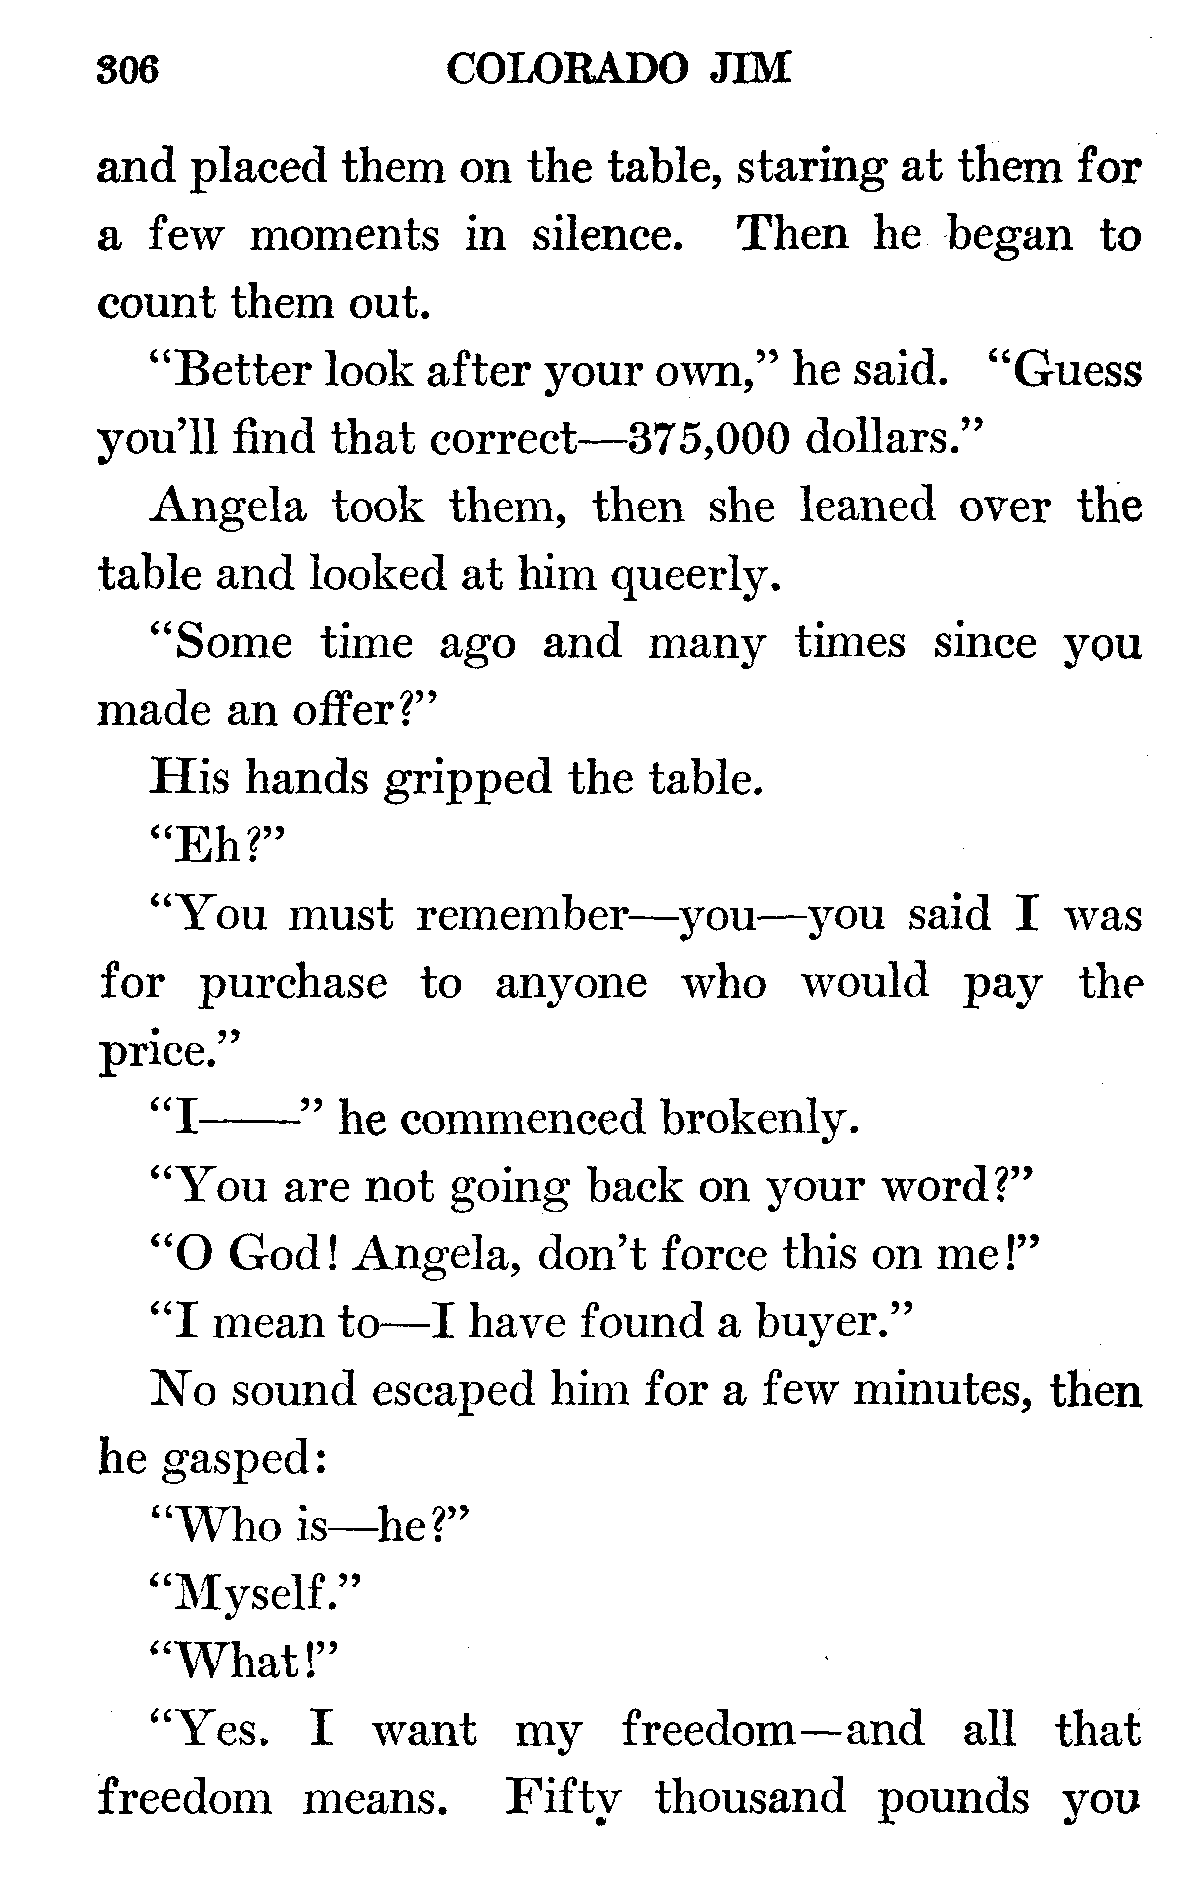 306 COLORADO JIM
and placed them on the table, staring at them for
a few moments in silence. Then he began to
count them out.
“Better look after your own,” he said. “Guess
you’ll find that correct—375,000 dollars.”
Angela took them, then she leaned over the
table and looked at him queerly.
“Some time ago and many times since you
made an offer?”
His hands gripped the table.
“Eh?”
“You must remember—you—you said I was
for purchase to anyone who would pay the
price.”
“I——” he commenced brokenly.
“You are not going back on your word?”
“O God! Angela, don’t force this on me!”
“I mean to—I have found a buyer.”
No sound escaped him for a few minutes, then
he gasped:
“Who is—he?”
“Myself.”
“What!”
“Yes. I want my freedom—and all that
freedom means. Fifty thousand pounds you